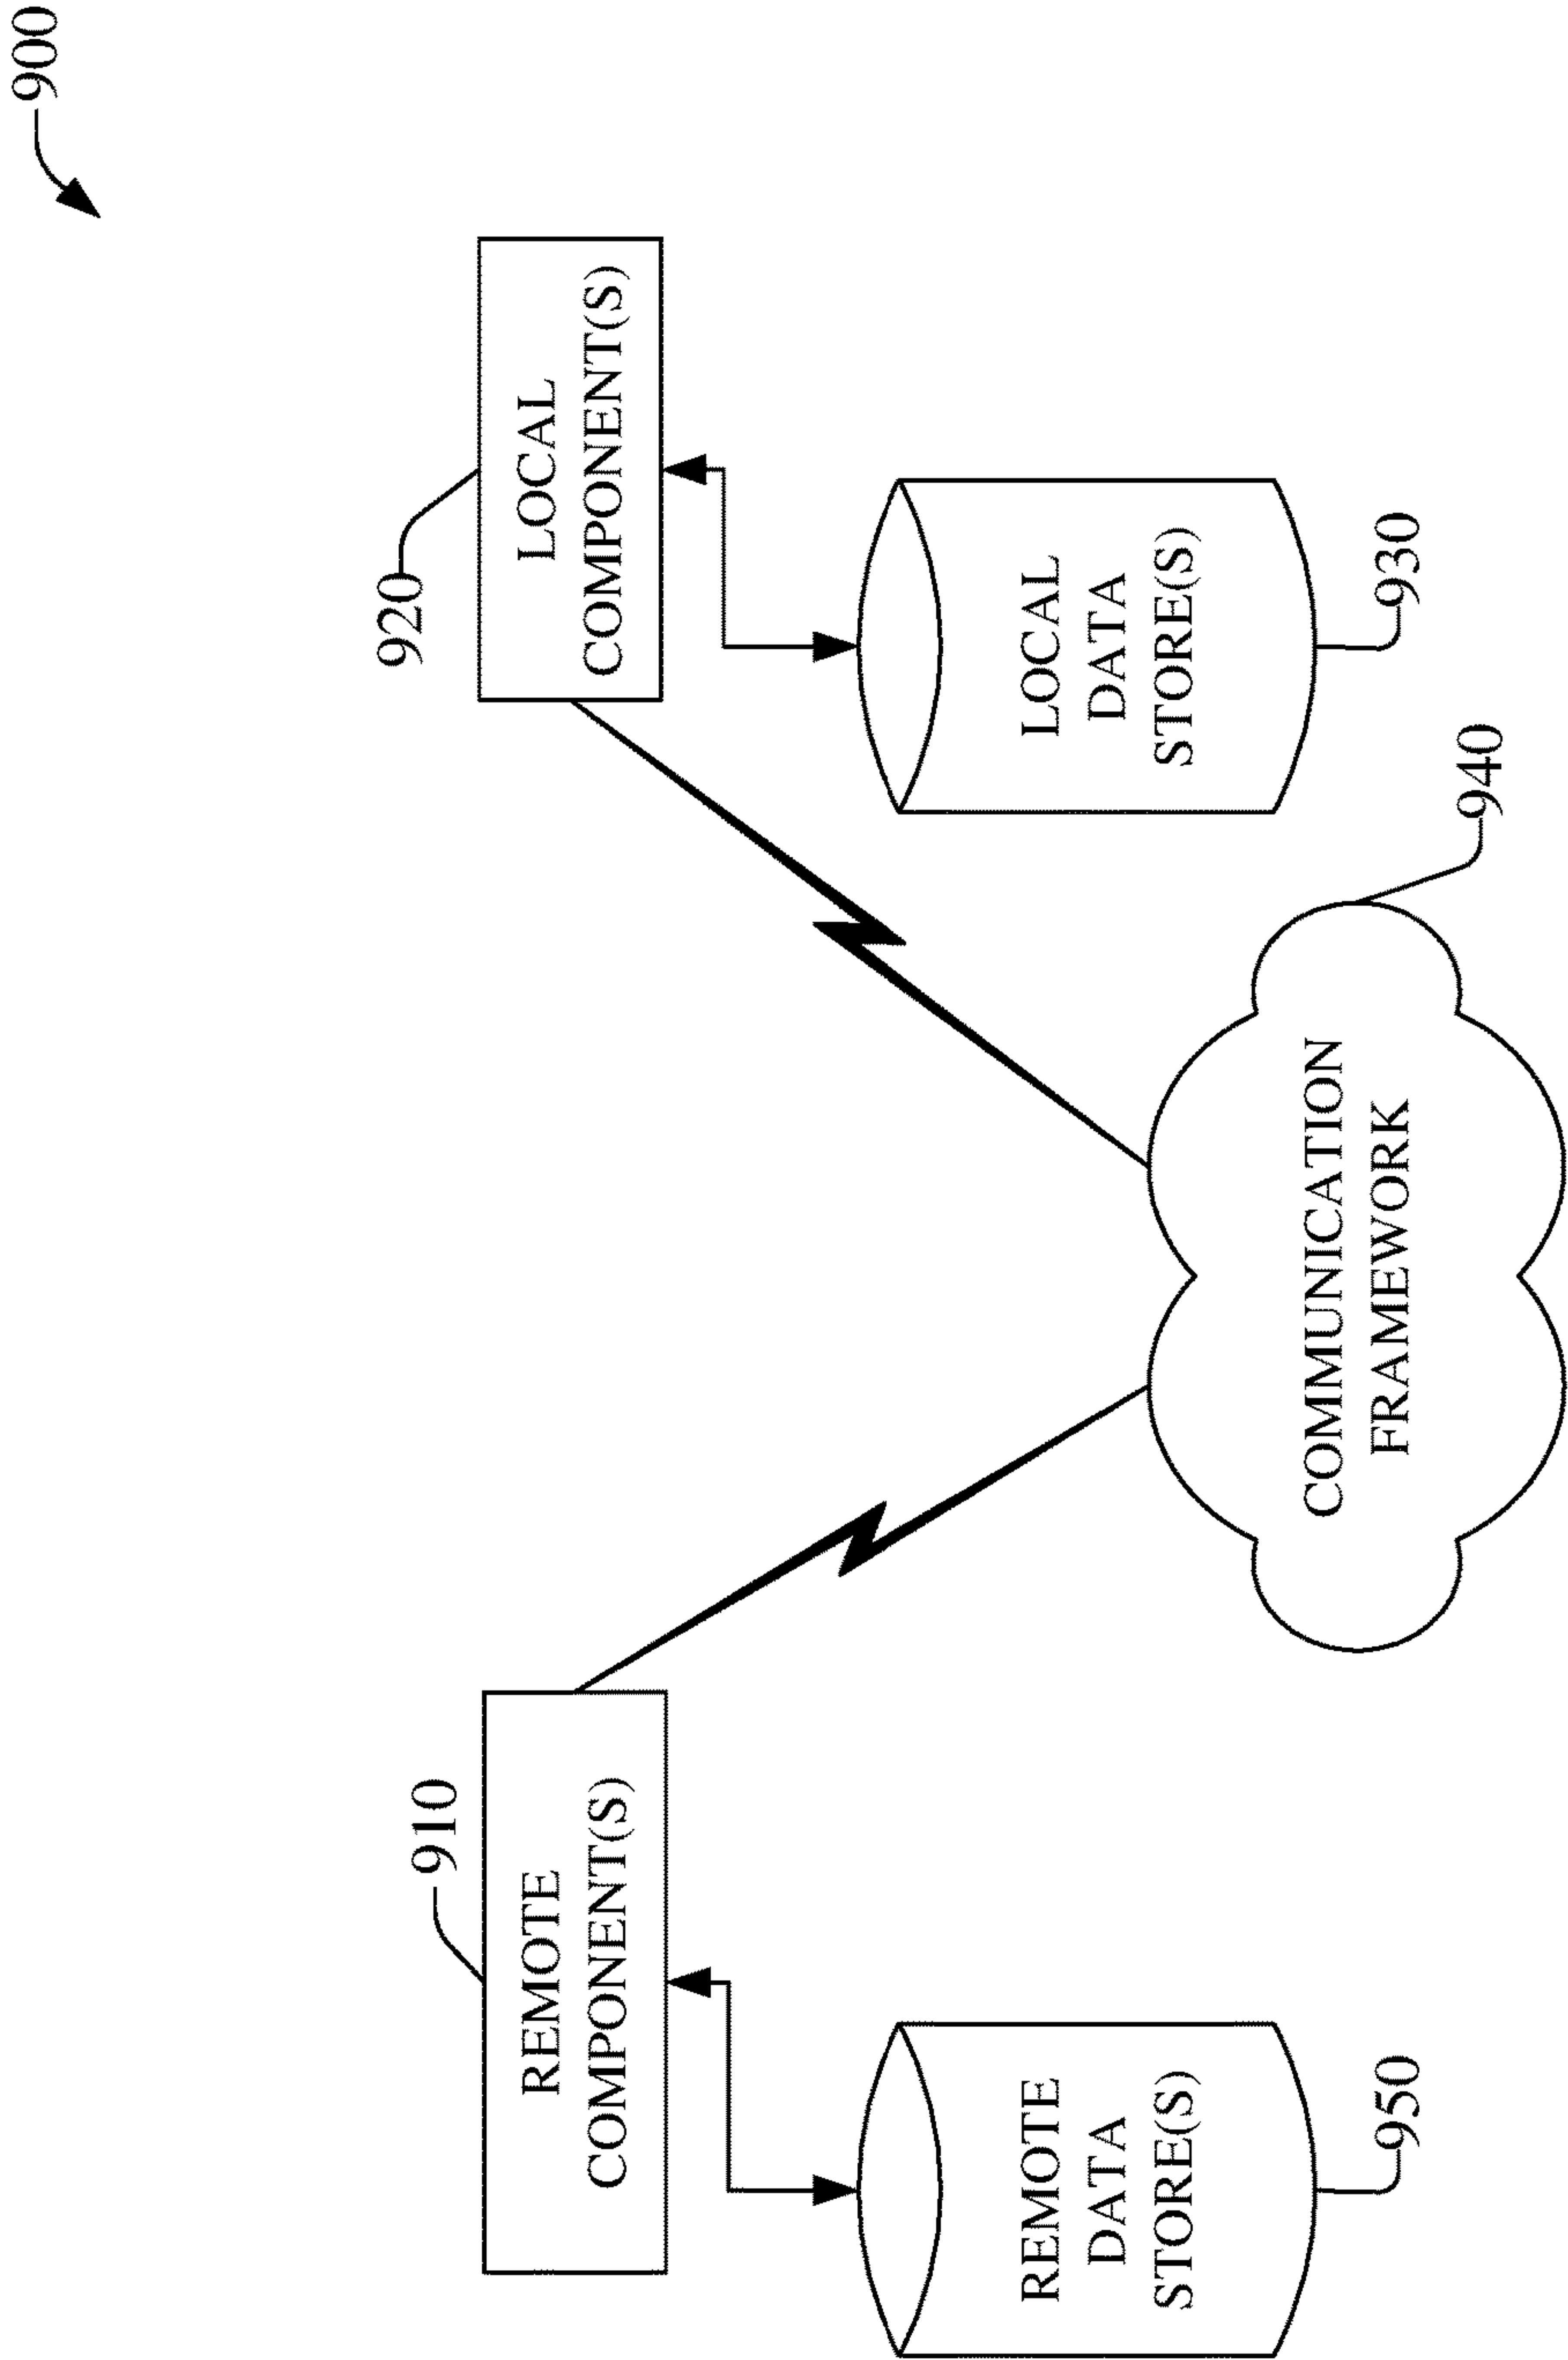 900
910
REMOTE
COMPONENT(S)
920
LOCAL
COMPONENT(S)
REMOTE
DATA
STORE(S)
950
COMMUNICATION
FRAMEWORK
940
LOCAL
DATA
STORE(S)
930